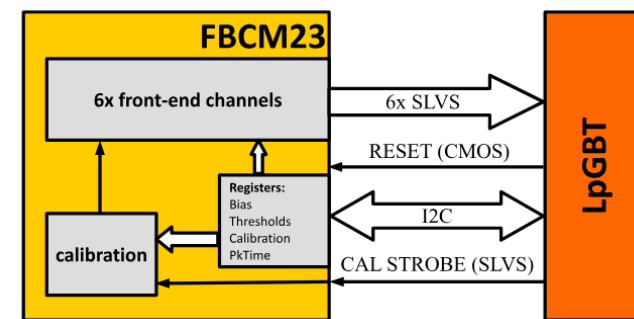 FBCM23
6x front-end channels
6x SLVS
RESET (CMOS)
Registers:
Bias
Thresholds
Calibration
PkTime
I2C
calibration
CAL STROBE (SLVS)
LpGBT